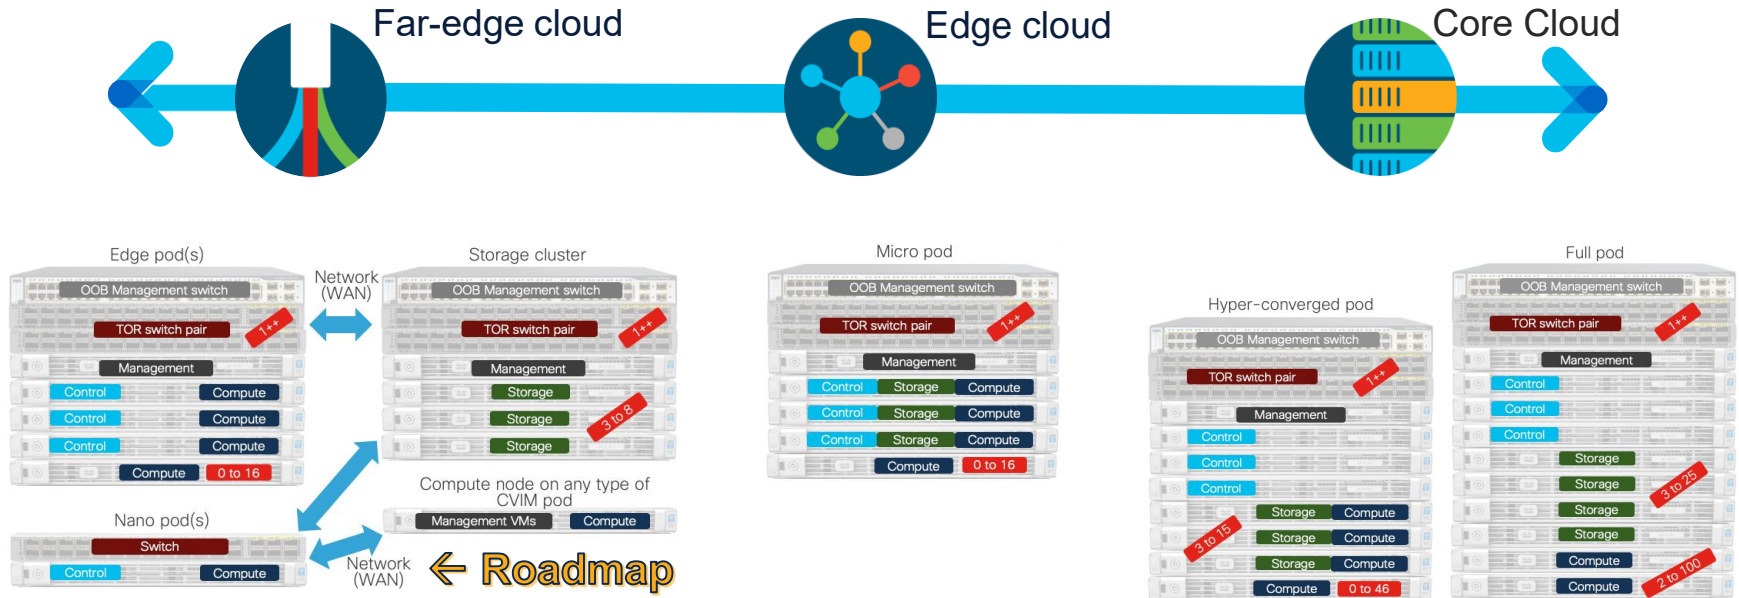 Far-edge cloud
Edge cloud
Core Cloud
Edge pod(s)
OOB Management switch
TOR switch pair
1++
Management
Control Compute
Control Compute
Control Compute
Compute 0 to 16
Network
(WAN)
Storage cluster
OOB Management switch
TOR switch pair
1++
Management
Storage
Storage
3 to 8
Storage
Nano pod(s)
Switch
Control Compute
Compute node on any type of
CVIM pod
Management VMs Compute
Network
(WAN)
← Roadmap
Micro pod
OOB Management switch
TOR switch pair
1++
Management
Control Storage Compute
Control Storage Compute
Control Storage Compute
Compute 0 to 16
Hyper-converged pod
OOB Management switch
TOR switch pair
1++
Management
Control
Control
Control
Storage Compute
3 to 15
Storage Compute
Storage Compute
Compute 0 to 46
Full pod
OOB Management switch
TOR switch pair
1++
Management
Control
Control
Control
Storage
Storage
3 to 25
Storage
Storage
Compute
Compute
2 to 100